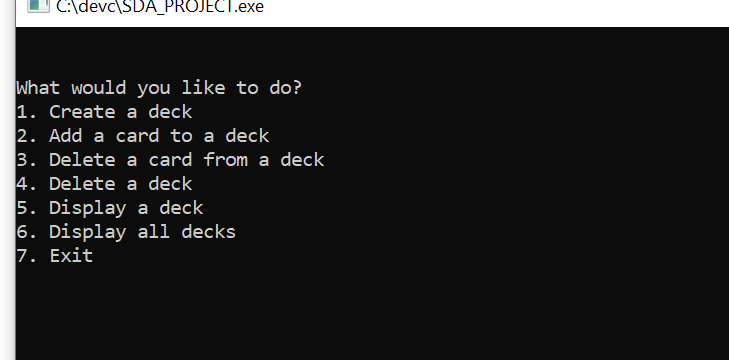 C:\devc\SDA_PROJECT.exe
What would you like to do?
1. Create a deck
2. Add a card to a deck
3. Delete a card from a deck
4. Delete a deck
5. Display a deck
6. Display all decks
7. Exit